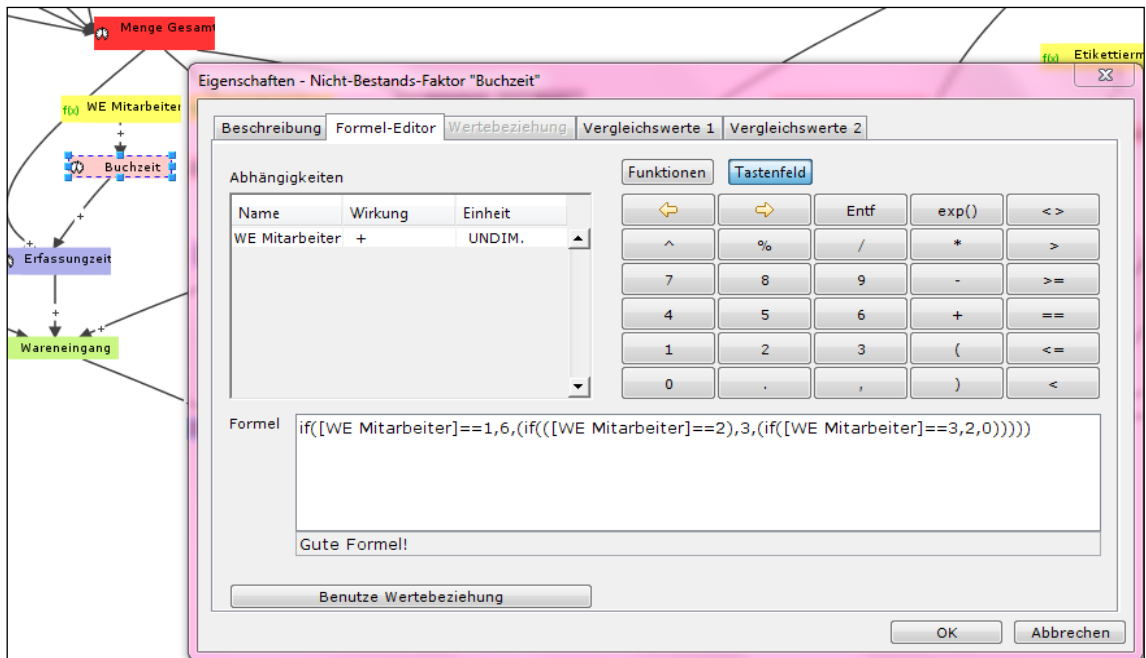 Menge Gesamt
f(x) Etikettierm
Eigenschaften - Nicht-Bestands-Faktor "Buchzeit"
f(x) WE Mitarbeiter
+
Buchzeit
+
+
Erfassungzeit
+
+
Wareneingang
Beschreibung Formel-Editor Wertebeziehung Vergleichswerte 1 Vergleichswerte 2
Abhängigkeiten
Funktionen Tastenfeld
Name Wirkung Einheit
WE Mitarbeiter + UNDIM.
Entf exp() <>
^ % / * >
7 8 9 - >=
4 5 6 + ==
1 2 3 ( <=
0 . , ) <
Formel
if([WE Mitarbeiter]==1,6,(if(([WE Mitarbeiter]==2),3,(if([WE Mitarbeiter]==3,2,0)))))
Gute Formel!
Benutze Wertebeziehung
OK Abbrechen